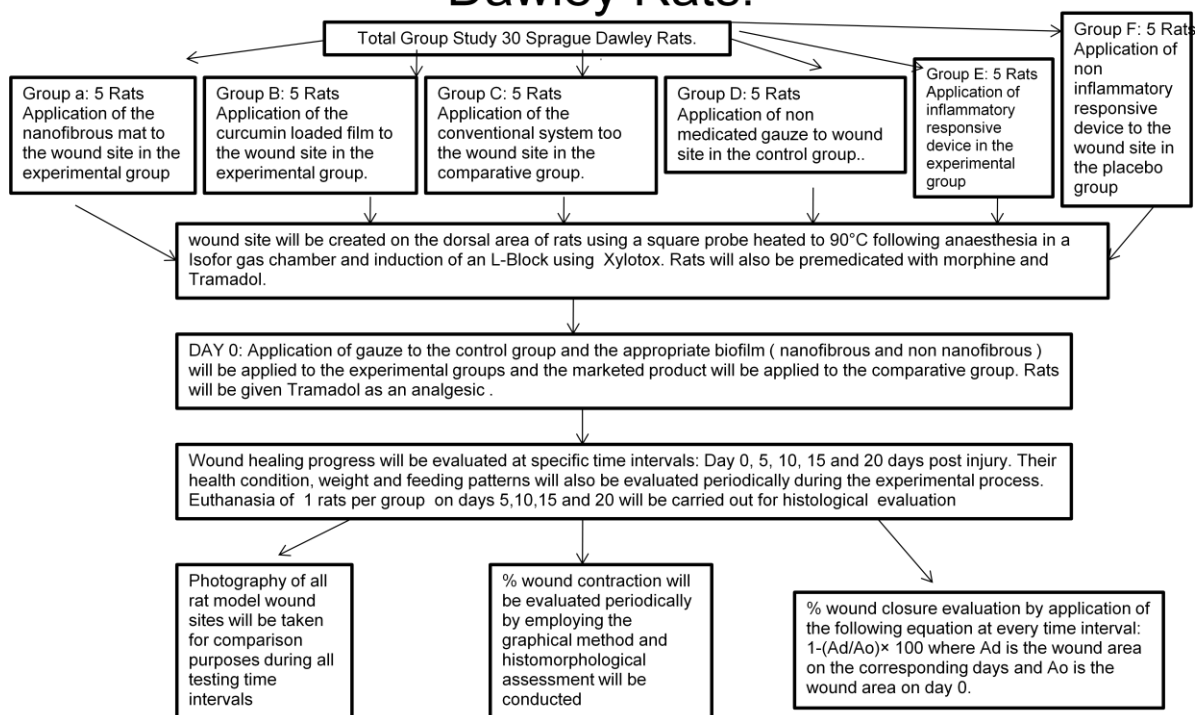 Dawley Rats.
Total Group Study 30 Sprague Dawley Rats.
Group a: 5 Rats
Application of the
nanofibrous mat to
the wound site in the
experimental group
Group B: 5 Rats
Application of the
curcumin loaded film to
the wound site in the
experimental group.
Group C: 5 Rats
Application of the
conventional system too
the wound site in the
comparative group.
Group D: 5 Rats
Application of non
medicated gauze to wound
site in the control group..
Group E: 5 Rats
Application of
inflammatory
responsive
device in the
experimental
group
Group F: 5 Rats
Application of
non
inflammatory
responsive
device to the
wound site in
the placebo
group
wound site will be created on the dorsal area of rats using a square probe heated to 90°C following anaesthesia in a
Isofor gas chamber and induction of an L-Block using Xylotox. Rats will also be premedicated with morphine and
Tramadol.
DAY 0: Application of gauze to the control group and the appropriate biofilm ( nanofibrous and non nanofibrous )
will be applied to the experimental groups and the marketed product will be applied to the comparative group. Rats
will be given Tramadol as an analgesic .
Wound healing progress will be evaluated at specific time intervals: Day 0, 5, 10, 15 and 20 days post injury. Their
health condition, weight and feeding patterns will also be evaluated periodically during the experimental process.
Euthanasia of 1 rats per group on days 5,10,15 and 20 will be carried out for histological evaluation
Photography of all
rat model wound
sites will be taken
for comparison
purposes during all
testing time
intervals
% wound contraction will
be evaluated periodically
by employing the
graphical method and
histomorphological
assessment will be
conducted
% wound closure evaluation by application of
the following equation at every time interval:
1-(Ad/Ao)× 100 where Ad is the wound area
on the corresponding days and Ao is the
wound area on day 0.